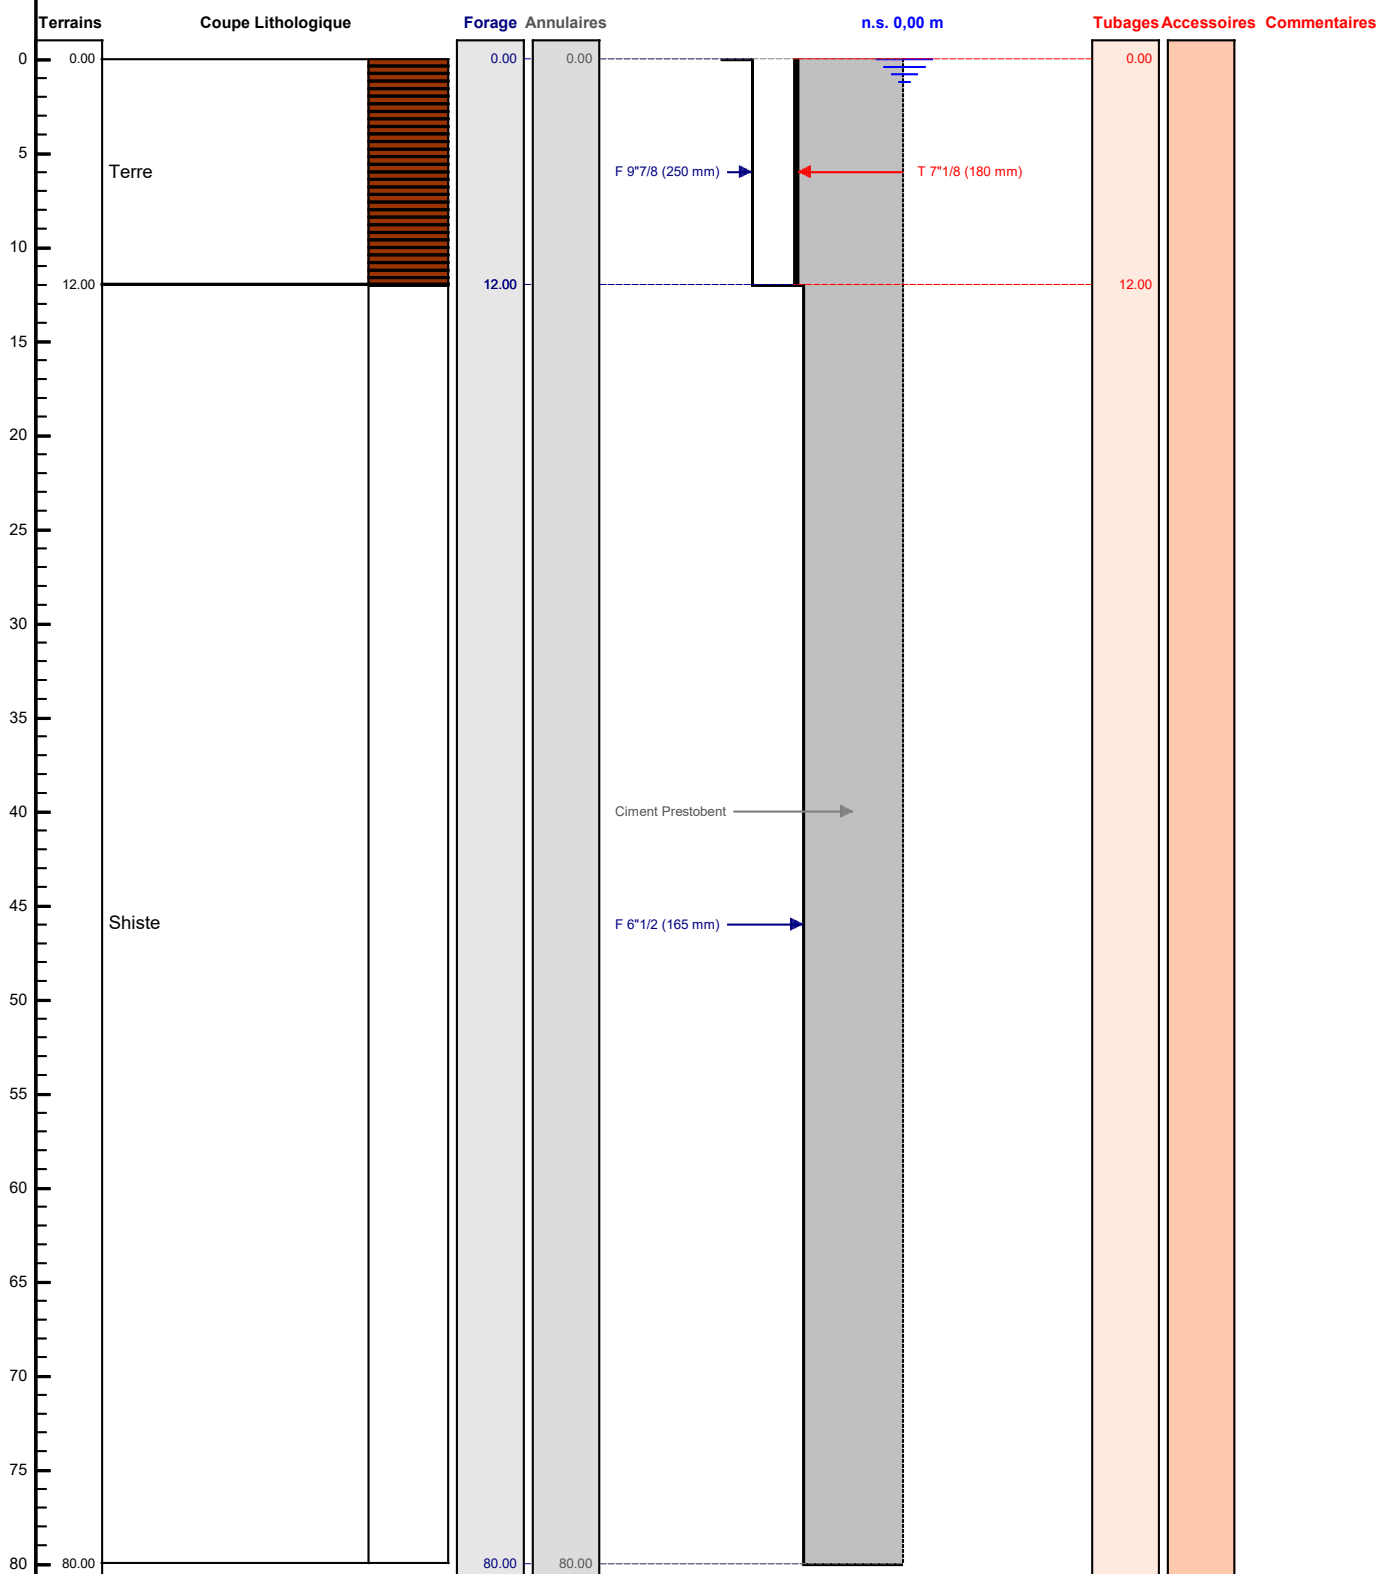 Terrains Coupe Lithologique Forage Annulaires n.s. 0,00 m Tubages Accessoires Commentaires
0 0.00 0.00 0.00 0.00
5
Terre F 9"7/8 (250 mm) T 7"1/8 (180 mm)
10
12.00 12.00 12.00
15
20
25
30
35
40 Ciment Prestobent
45
Shiste F 6"1/2 (165 mm)
50
55
60
65
70
75
80 80.00 80.00 80.00